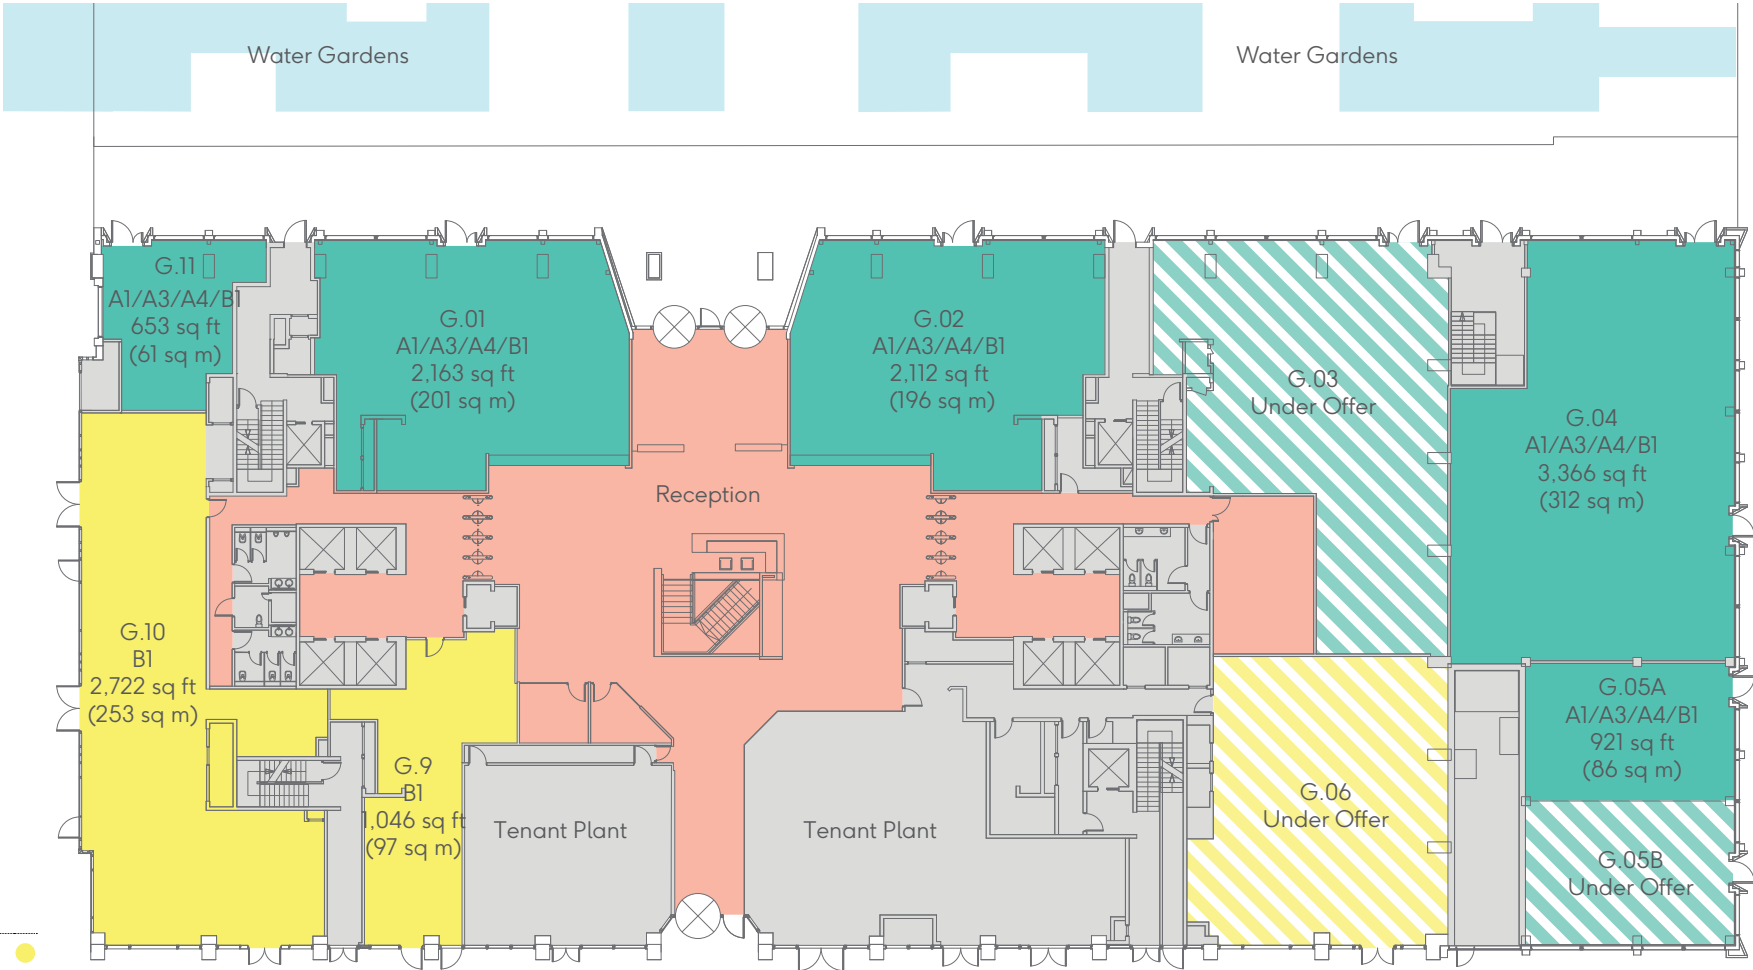 Water Gardens
Water Gardens
G.11
A1/A3/A4/B1
653 sq ft
(61 sq m)
G.01
A1/A3/A4/B1
2,163 sq ft
(201 sq m)
G.02
A1/A3/A4/B1
2,112 sq ft
(196 sq m)
G.03
Under Offer
G.04
A1/A3/A4/B1
3,366 sq ft
(312 sq m)
Reception
G.10
B1
2,722 sq ft
(253 sq m)
G.05A
A1/A3/A4/B1
921 sq ft
(86 sq m)
G.9
B1
1,046 sq ft
(97 sq m)
Tenant Plant
Tenant Plant
G.06
Under Offer
G.05B
Under Offer